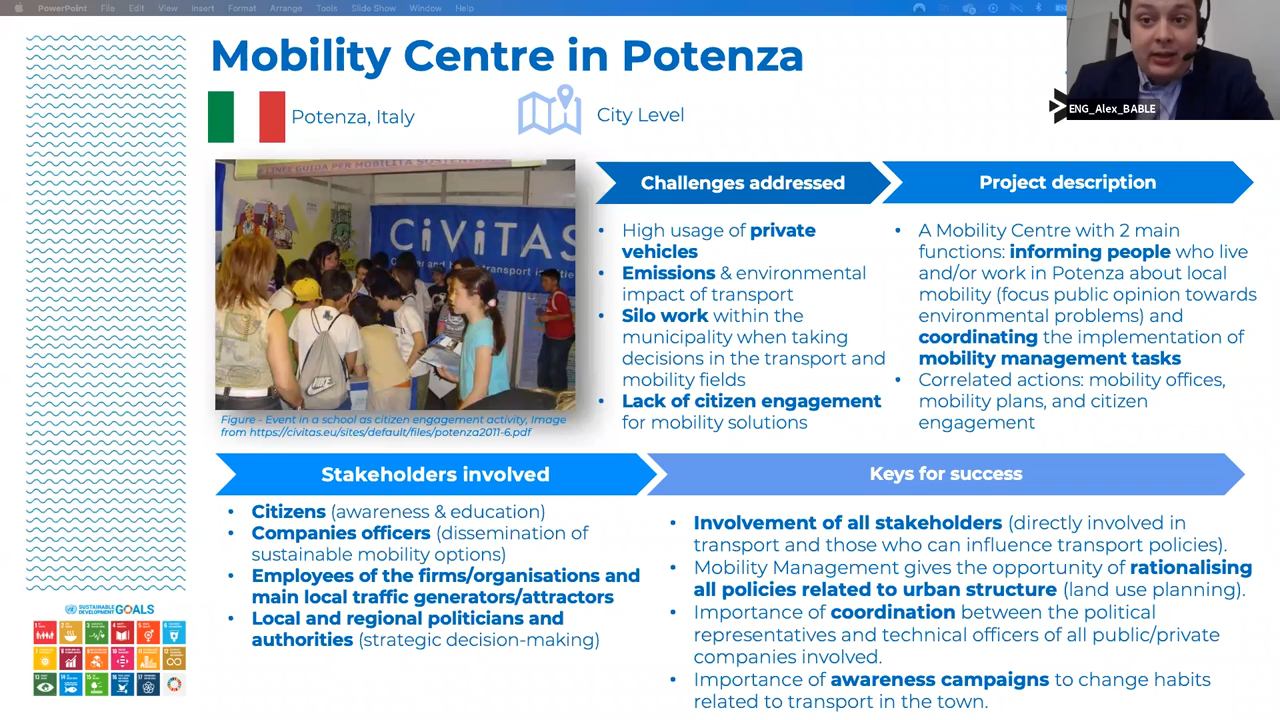 PowerPoint File Edit View Insert Format Arrange Tools Slide Show Window Help
Mobility Centre in Potenza
ENG_Alex_BABLE
Potenza, Italy
City Level
LINEE GUIDA PER MOBILITA SOSTENIBILE
CiViTAS
Figure - Event in a school as citizen engagement activity, Image
from https://civitas.eu/sites/default/files/potenza2011-6.pdf
Challenges addressed
• High usage of private
vehicles
• Emissions & environmental
impact of transport
• Silo work within the
municipality when taking
decisions in the transport and
mobility fields
• Lack of citizen engagement
for mobility solutions
Project description
• A Mobility Centre with 2 main
functions: informing people who live
and/or work in Potenza about local
mobility (focus public opinion towards
environmental problems) and
coordinating the implementation of
mobility management tasks
• Correlated actions: mobility offices,
mobility plans, and citizen
engagement
Stakeholders involved
• Citizens (awareness & education)
• Companies officers (dissemination of
sustainable mobility options)
• Employees of the firms/organisations and
main local traffic generators/attractors
• Local and regional politicians and
authorities (strategic decision-making)
Keys for success
• Involvement of all stakeholders (directly involved in
transport and those who can influence transport policies).
• Mobility Management gives the opportunity of rationalising
all policies related to urban structure (land use planning).
• Importance of coordination between the political
representatives and technical officers of all public/private
companies involved.
• Importance of awareness campaigns to change habits
related to transport in the town.
SUSTAINABLE DEVELOPMENT GOALS